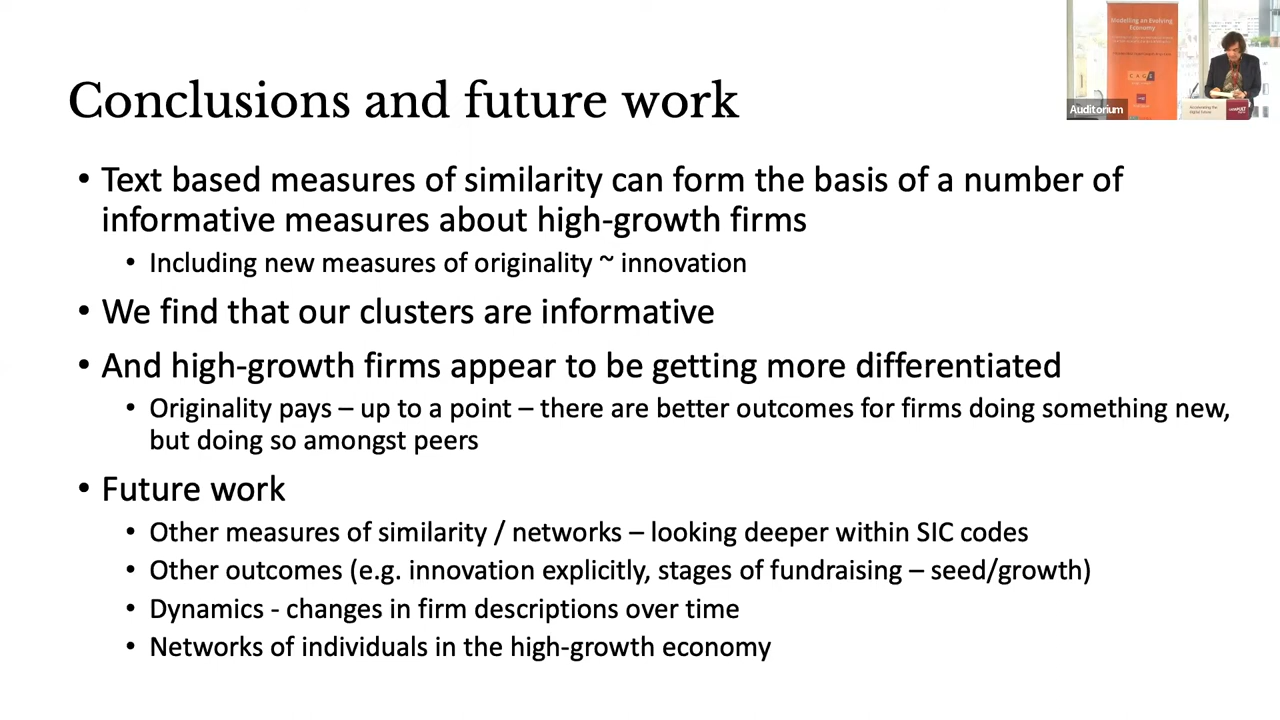 Modelling an Evolving
Economy
CAGE
Auditorium
Conclusions and future work
• Text based measures of similarity can form the basis of a number of
informative measures about high-growth firms
• Including new measures of originality ~ innovation
• We find that our clusters are informative
• And high-growth firms appear to be getting more differentiated
• Originality pays – up to a point – there are better outcomes for firms doing something new,
but doing so amongst peers
• Future work
• Other measures of similarity / networks – looking deeper within SIC codes
• Other outcomes (e.g. innovation explicitly, stages of fundraising – seed/growth)
• Dynamics - changes in firm descriptions over time
• Networks of individuals in the high-growth economy